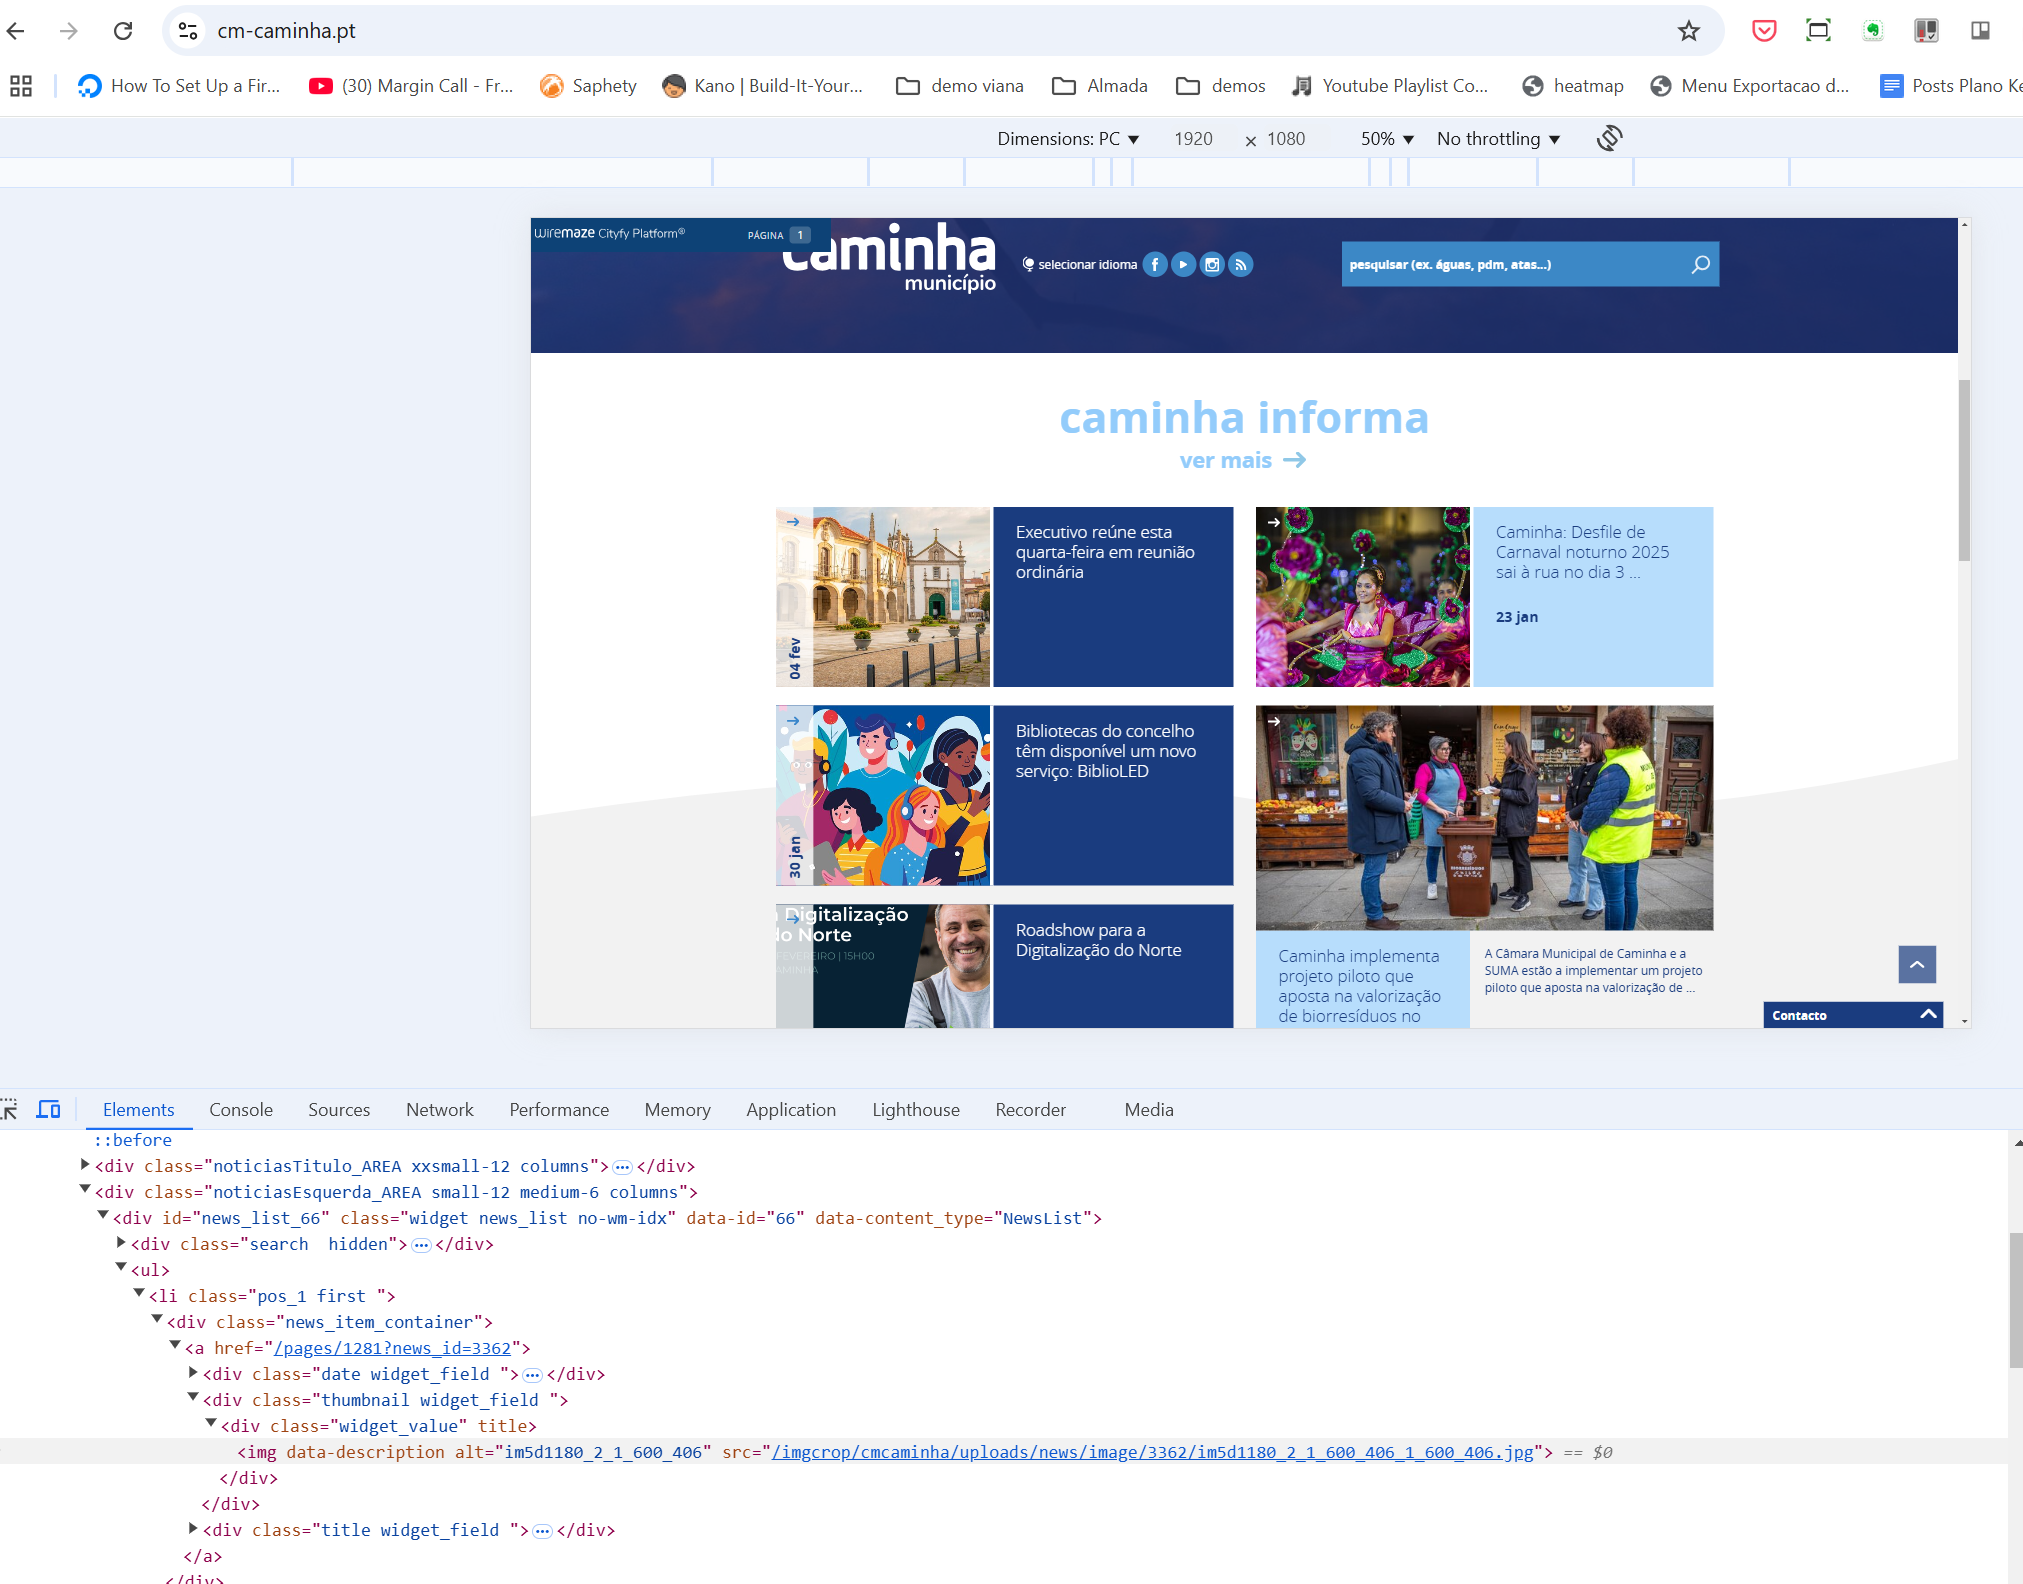 cm-caminha.pt
How To Set Up a Fir...
(30) Margin Call - Fr...
Saphety
Kano | Build-It-Your...
demo viana
Almada
demos
Youtube Playlist Co...
heatmap
Menu Exportacao d...
Posts Plano Ke
Dimensions: PC 1920 × 1080 50% No throttling
wiremaze Cityfy Platform®
PÁGINA 1
caminha
município
selecionar idioma
pesquisar (ex. águas, pdm, atas...)
caminha informa
ver mais
04 fev
Executivo reúne esta
quarta-feira em reunião
ordinária
Caminha: Desfile de
Carnaval noturno 2025
sai à rua no dia 3 ...
23 jan
30 jan
Bibliotecas do concelho
têm disponível um novo
serviço: BiblioLED
Digitalização
do Norte
FEVEREIRO | 15H00
CAMINHA
Roadshow para a
Digitalização do Norte
Caminha implementa
projeto piloto que
aposta na valorização
de biorresíduos no
A Câmara Municipal de Caminha e a
SUMA estão a implementar um projeto
piloto que aposta na valorização de ...
Contacto
Elements Console Sources Network Performance Memory Application Lighthouse Recorder Media
::before
<div class="noticiasTitulo_AREA xxsmall-12 columns">…</div>
<div class="noticiasEsquerda_AREA small-12 medium-6 columns">
<div id="news_list_66" class="widget news_list no-wm-idx" data-id="66" data-content_type="NewsList">
<div class="search  hidden">…</div>
<ul>
<li class="pos_1 first ">
<div class="news_item_container">
<a href="/pages/1281?news_id=3362">
<div class="date widget_field ">…</div>
<div class="thumbnail widget_field ">
<div class="widget_value" title>
<img data-description alt="im5d1180_2_1_600_406" src="/imgcrop/cmcaminha/uploads/news/image/3362/im5d1180_2_1_600_406_1_600_406.jpg"> == $0
</div>
</div>
<div class="title widget_field ">…</div>
</a>
</div>